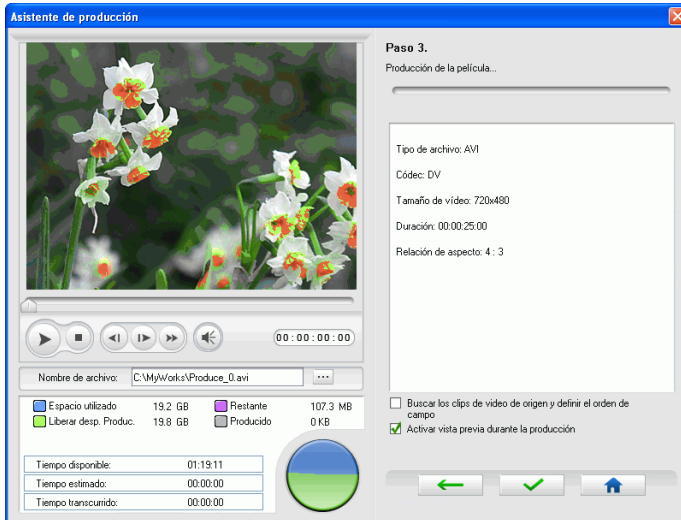 Asistente de producción
Paso 3.
Producción de la película...
Tipo de archivo: AVI
Códec: DV
Tamaño de vídeo: 720x480
Duración: 00:00:25:00
Relación de aspecto: 4 : 3
00:00:00:00
Nombre de archivo: C:\MyWorks\Produce_0.avi ...
Espacio utilizado 19.2 GB Restante 107.3 MB
Liberar desp. Produc. 19.8 GB Producido 0 KB
Tiempo disponible: 01:19:11
Tiempo estimado: 00:00:00
Tiempo transcurrido: 00:00:00
Buscar los clips de video de origen y definir el orden de
campo
Activar vista previa durante la producción